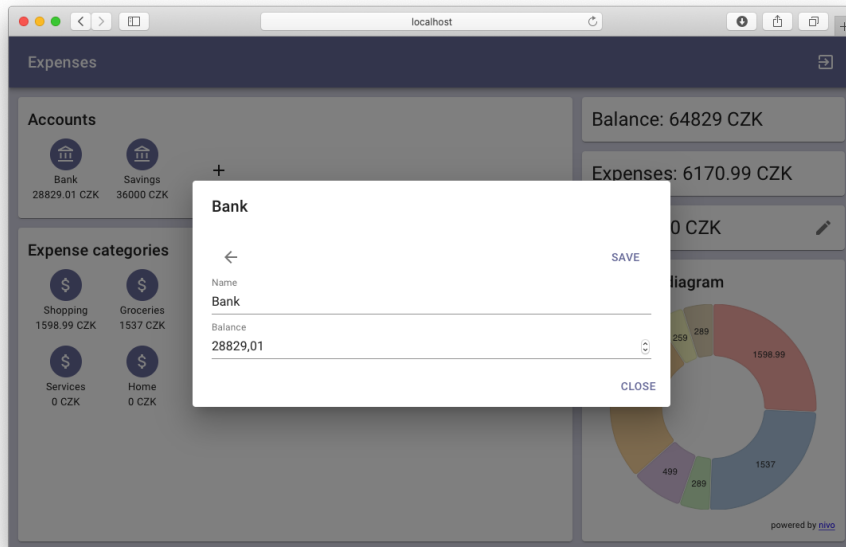 localhost
Expenses
Accounts
Bank
28829.01 CZK
Savings
36000 CZK
+
Balance: 64829 CZK
Expenses: 6170.99 CZK
0 CZK
Expense categories
$
Shopping
1598.99 CZK
$
Groceries
1537 CZK
$
Services
0 CZK
$
Home
0 CZK
Bank
SAVE
Name
Bank
Balance
28829,01
CLOSE
diagram
259
289
1598.99
1537
289
499
powered by nivo